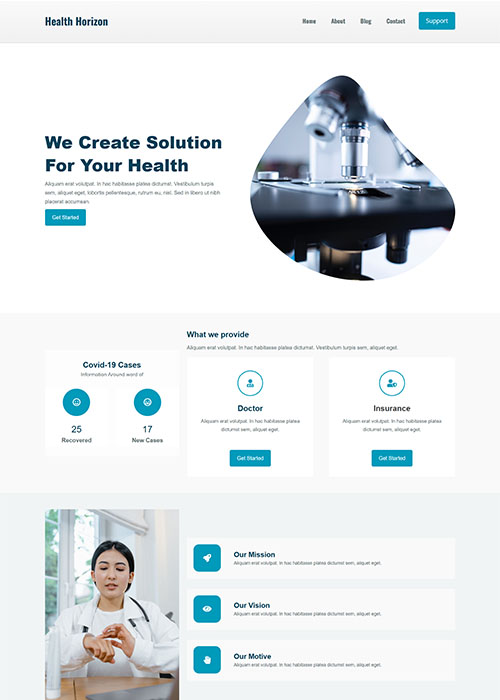 Health Horizon
Home About Blog Contact Support
We Create Solution
For Your Health
Aliquam erat volutpat. In hac habitasse platea dictumst. Vestibulum turpis
sem, aliquet eget, lobortis pellentesque, rutrum eu, nisl. Sed in libero ut nibh
placerat accumsan.
Get Started
What we provide
Aliquam erat volutpat. In hac habitasse platea dictumst. Vestibulum turpis sem, aliquet eget.
Covid-19 Cases
Information Around world of
25
Recovered
17
New Cases
Doctor
Aliquam erat volutpat. In hac habitasse platea
dictumst sem, aliquet eget.
Get Started
Insurance
Aliquam erat volutpat. In hac habitasse platea
dictumst sem, aliquet eget.
Get Started
Our Mission
Aliquam erat volutpat. In hac habitasse platea dictumst sem, aliquet eget.
Our Vision
Aliquam erat volutpat. In hac habitasse platea dictumst sem, aliquet eget.
Our Motive
Aliquam erat volutpat. In hac habitasse platea dictumst sem, aliquet eget.